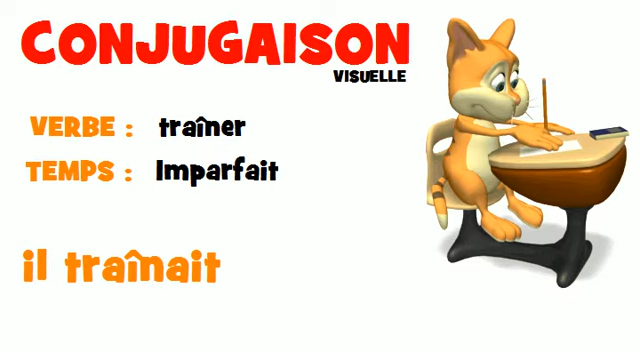 CONJUGAISON
VISUELLE
VERBE : traîner
TEMPS : Imparfait
il traînait